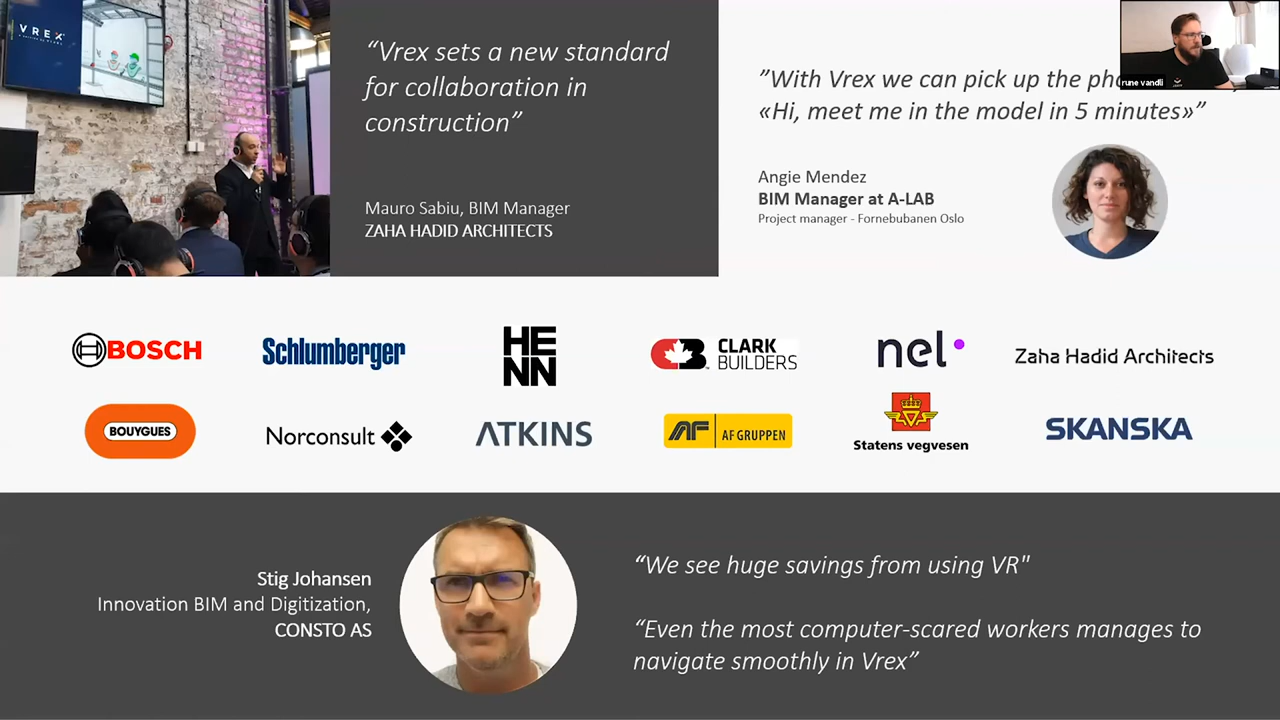 VREX
“Vrex sets a new standard
for collaboration in
construction”
Mauro Sabiu, BIM Manager
ZAHA HADID ARCHITECTS
”With Vrex we can pick up the
«Hi, meet me in the model in 5 minutes»”
Angie Mendez
BIM Manager at A-LAB
Project manager - Fornebubanen Oslo
rune vandli
BOSCH
Schlumberger
HE
NN
CLARK
BUILDERS
nel
Zaha Hadid Architects
BOUYGUES
Norconsult
ATKINS
AF AF GRUPPEN
Statens vegvesen
SKANSKA
Stig Johansen
Innovation BIM and Digitization,
CONSTO AS
“We see huge savings from using VR"
“Even the most computer-scared workers manages to
navigate smoothly in Vrex”